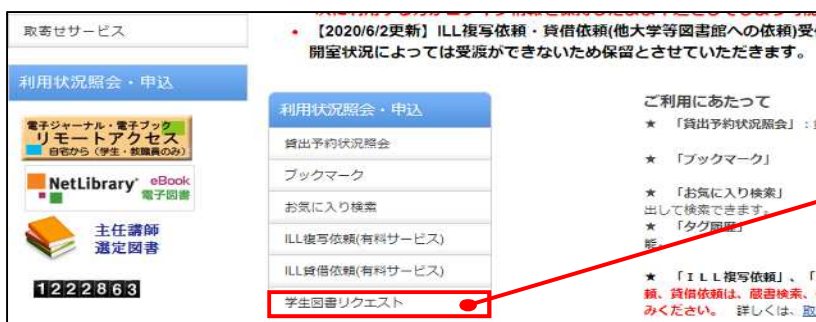 取寄せサービス
利用状況照会・申込
電子ジャーナル・電子ブック
リモートアクセス
自宅から (学生・教職員のみ)
NetLibrary eBook
電子図書
主任講師
選定図書
1222863
• 【2020/6/2更新】ILL複写依頼・貸借依頼(他大学等図書館への依頼)受
開室状況によっては受渡ができないため保留とさせていただきます。
利用状況照会・申込
貸出予約状況照会
ブックマーク
お気に入り検索
ILL複写依頼(有料サービス)
ILL貸借依頼(有料サービス)
学生図書リクエスト
ご利用にあたって
★ 「貸出予約状況照会」:
★ 「ブックマーク」
★ 「お気に入り検索」
出して検索できます。
★ 「タグ履歴」
能。
★ 「ILL複写依頼」、「
頼、貸借依頼は、蔵書検索、
みください。 詳しくは、取